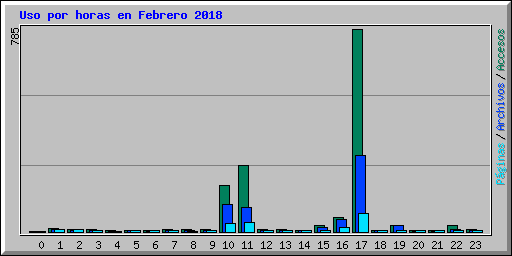 Uso por horas en Febrero 2018
785
Páginas / Archivos / Accesos
0 1 2 3 4 5 6 7 8 9 10 11 12 13 14 15 16 17 18 19 20 21 22 23